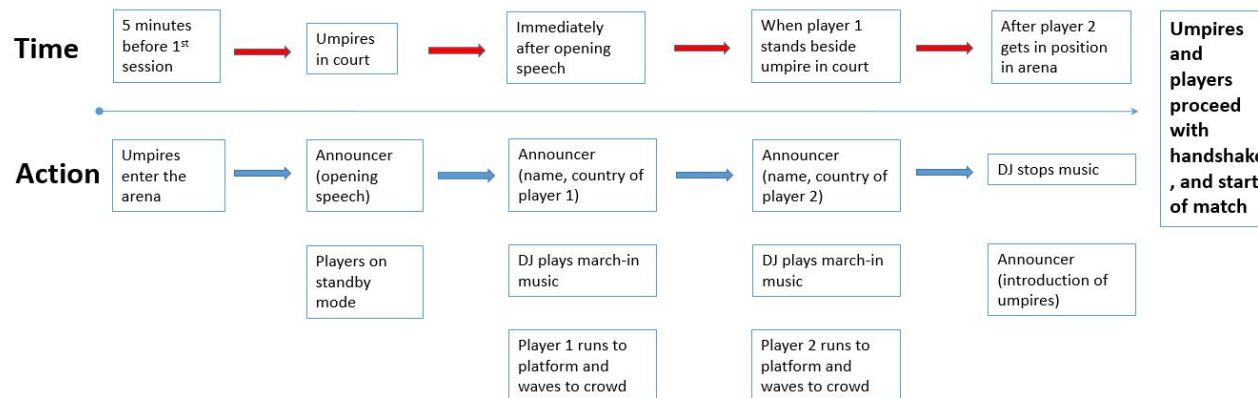 Time
5 minutes
before 1st
session
Umpires
in court
Immediately
after opening
speech
When player 1
stands beside
umpire in court
After player 2
gets in position
in arena
Umpires
and
players
proceed
with
handshake
, and start
of match
Action
Umpires
enter the
arena
Announcer
(opening
speech)
Announcer
(name, country of
player 1)
Announcer
(name, country of
player 2)
DJ stops music
Players on
standby
mode
DJ plays march-in
music
DJ plays march-in
music
Announcer
(introduction of
umpires)
Player 1 runs to
platform and
waves to crowd
Player 2 runs to
platform and
waves to crowd